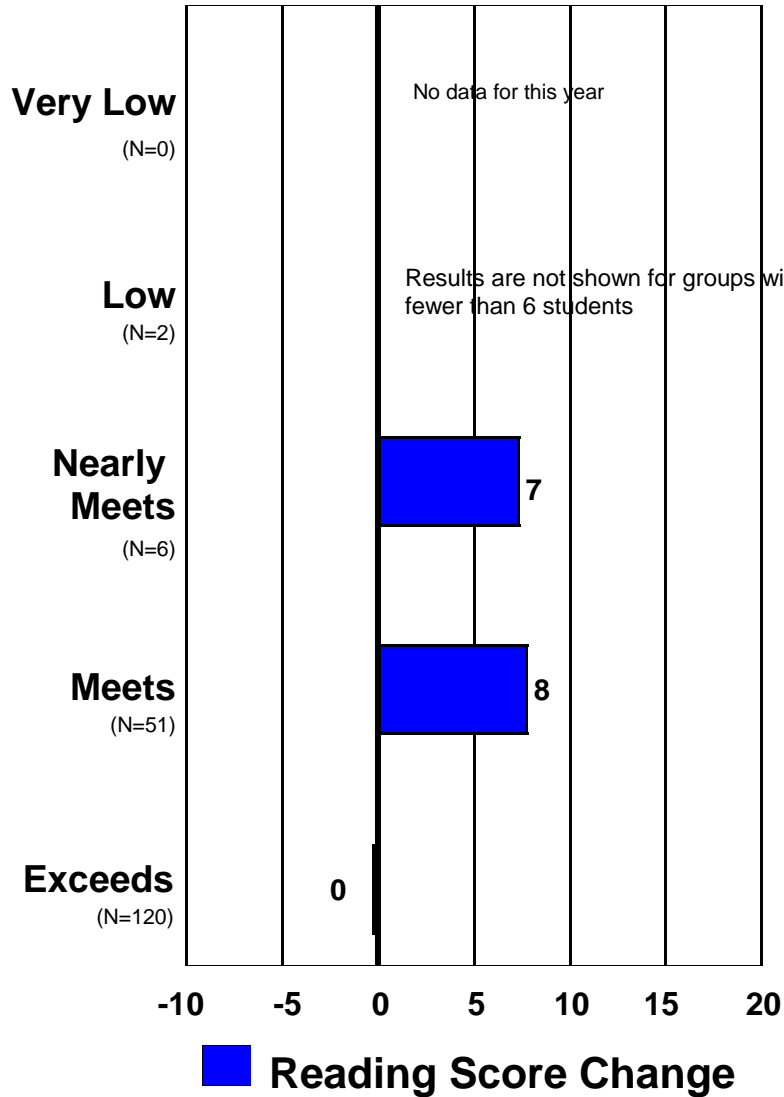 Very Low
(N=0)
No data for this year
Low
(N=2)
Results are not shown for groups wi
fewer than 6 students
Nearly
Meets
(N=6)
7
Meets
(N=51)
8
Exceeds
(N=120)
0
-10 -5 0 5 10 15 20
Reading Score Change